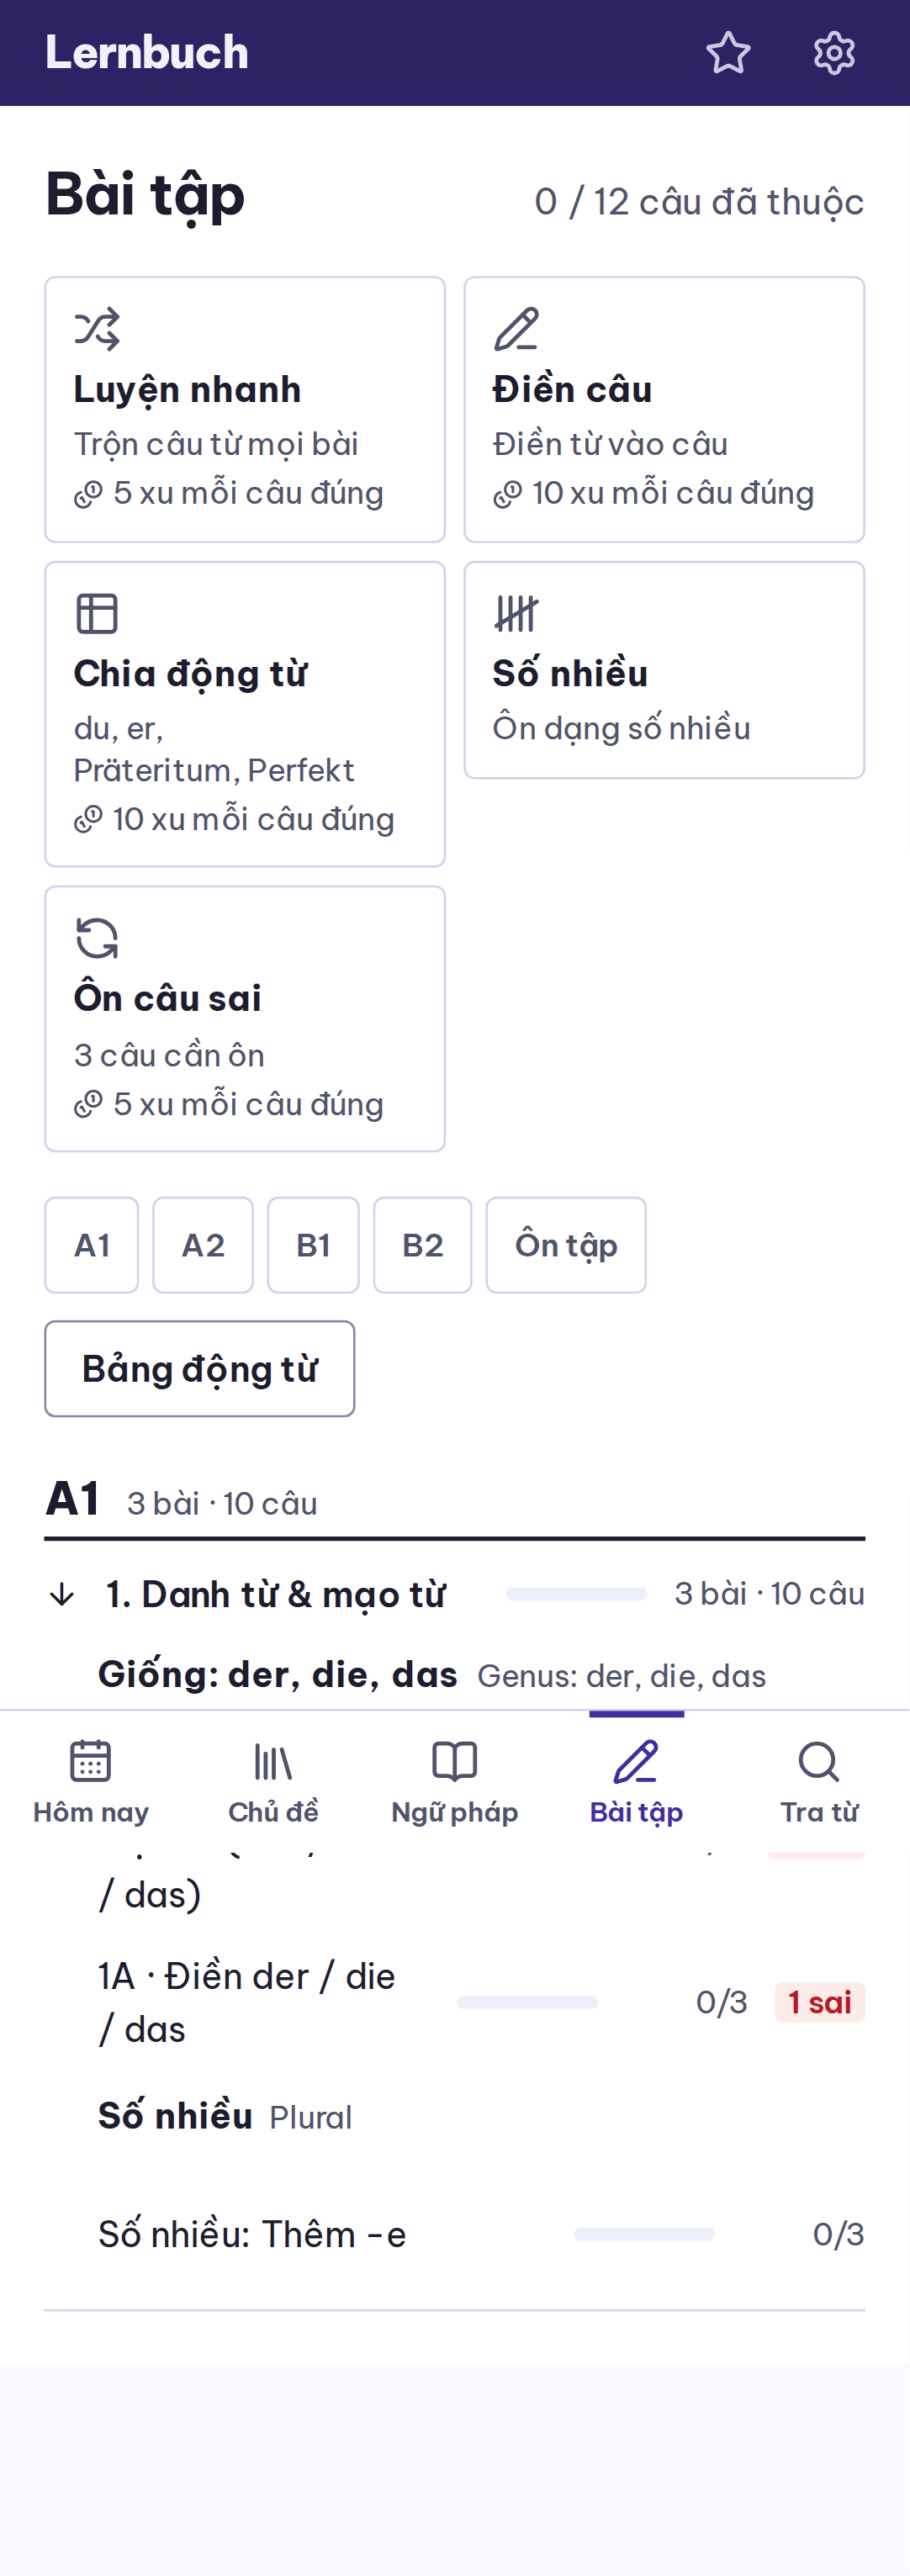 Lernbuch
Bài tập
0 / 12 câu đã thuộc
Luyện nhanh
Trộn câu từ mọi bài
5 xu mỗi câu đúng
Điền câu
Điền từ vào câu
10 xu mỗi câu đúng
Chia động từ
du, er,
Präteritum, Perfekt
10 xu mỗi câu đúng
Số nhiều
Ôn dạng số nhiều
Ôn câu sai
3 câu cần ôn
5 xu mỗi câu đúng
A1
A2
B1
B2
Ôn tập
Bảng động từ
A1 3 bài · 10 câu
1. Danh từ & mạo từ 3 bài · 10 câu
Giống: der, die, das Genus: der, die, das
Hôm nay
Chủ đề
Ngữ pháp
Bài tập
Tra từ
/ das)
1A · Điền der / die
/ das
0/3 1 sai
Số nhiều Plural
Số nhiều: Thêm -e 0/3